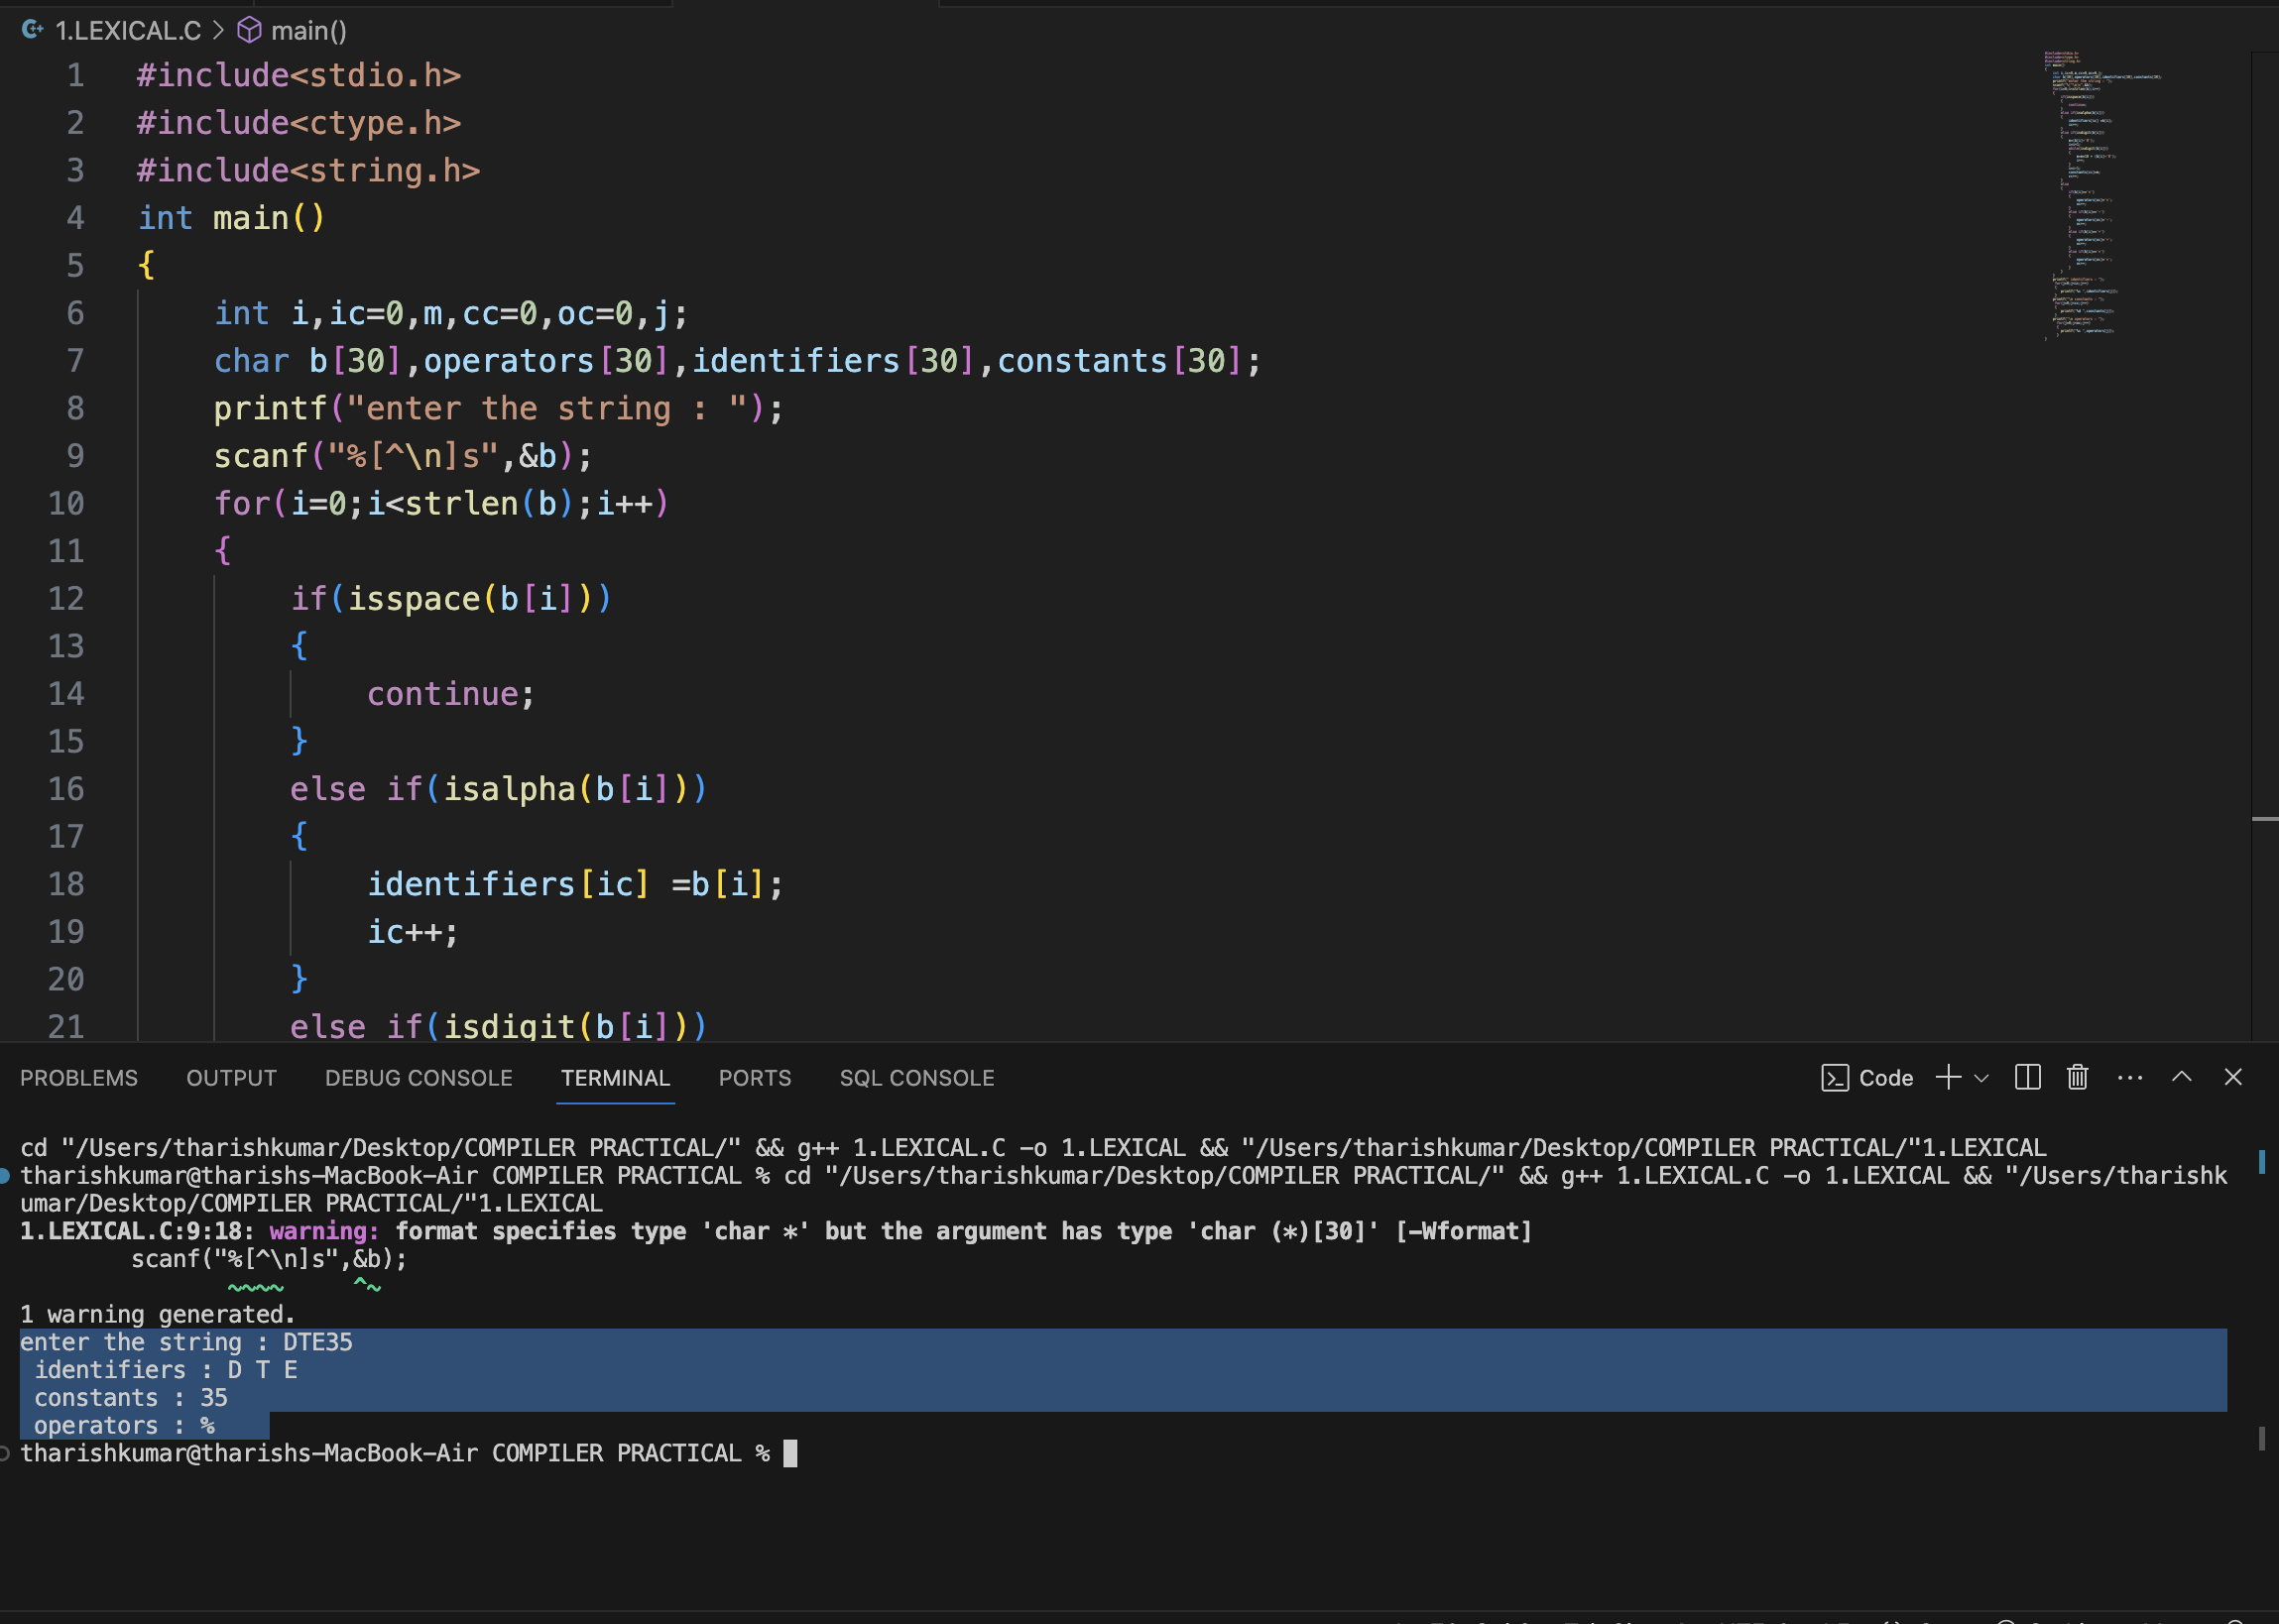 1.LEXICAL.C > main()
1 #include<stdio.h>
2 #include<ctype.h>
3 #include<string.h>
4 int main()
5 {
6 int i,ic=0,m,cc=0,oc=0,j;
7 char b[30],operators[30],identifiers[30],constants[30];
8 printf("enter the string : ");
9 scanf("%[^\n]s",&b);
10 for(i=0;i<strlen(b);i++)
11 {
12 if(isspace(b[i]))
13 {
14 continue;
15 }
16 else if(isalpha(b[i]))
17 {
18 identifiers[ic] =b[i];
19 ic++;
20 }
21 else if(isdigit(b[i]))
PROBLEMS OUTPUT DEBUG CONSOLE TERMINAL PORTS SQL CONSOLE Code
cd "/Users/tharishkumar/Desktop/COMPILER PRACTICAL/" && g++ 1.LEXICAL.C -o 1.LEXICAL && "/Users/tharishkumar/Desktop/COMPILER PRACTICAL/"1.LEXICAL
tharishkumar@tharishs-MacBook-Air COMPILER PRACTICAL % cd "/Users/tharishkumar/Desktop/COMPILER PRACTICAL/" && g++ 1.LEXICAL.C -o 1.LEXICAL && "/Users/tharishk
umar/Desktop/COMPILER PRACTICAL/"1.LEXICAL
1.LEXICAL.C:9:18: warning: format specifies type 'char *' but the argument has type 'char (*)[30]' [-Wformat]
scanf("%[^\n]s",&b);
~~~~ ^~
1 warning generated.
enter the string : DTE35
identifiers : D T E
constants : 35
operators : %
tharishkumar@tharishs-MacBook-Air COMPILER PRACTICAL %